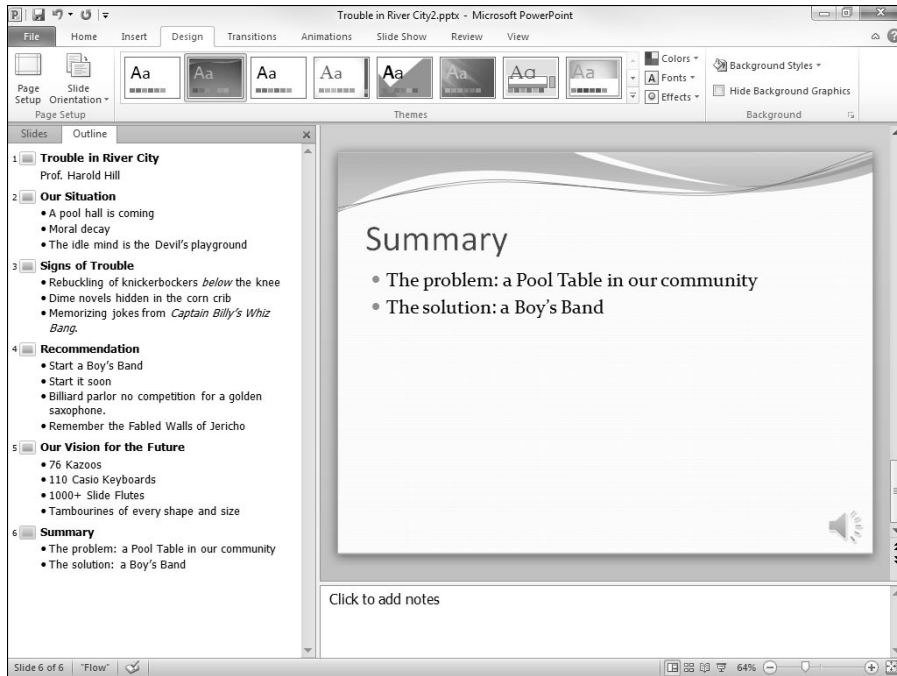 Trouble in River City2.pptx - Microsoft PowerPoint
File Home Insert Design Transitions Animations Slide Show Review View
Page Setup
Slide Orientation
Aa Aa Aa Aa Aa Aa Aa Aa
Colors
Fonts
Effects
Background Styles
Hide Background Graphics
Page Setup Themes Background
Slides Outline
1 Trouble in River City
Prof. Harold Hill
2 Our Situation
• A pool hall is coming
• Moral decay
• The idle mind is the Devil's playground
3 Signs of Trouble
• Rebuckling of knickerbockers below the knee
• Dime novels hidden in the corn crib
• Memorizing jokes from Captain Billy's Whiz
Bang.
4 Recommendation
• Start a Boy's Band
• Start it soon
• Billiard parlor no competition for a golden
saxophone.
• Remember the Fabled Walls of Jericho
5 Our Vision for the Future
• 76 Kazoos
• 110 Casio Keyboards
• 1000+ Slide Flutes
• Tambourines of every shape and size
6 Summary
• The problem: a Pool Table in our community
• The solution: a Boy's Band
Summary
• The problem: a Pool Table in our community
• The solution: a Boy's Band
Click to add notes
Slide 6 of 6 "Flow" 64%